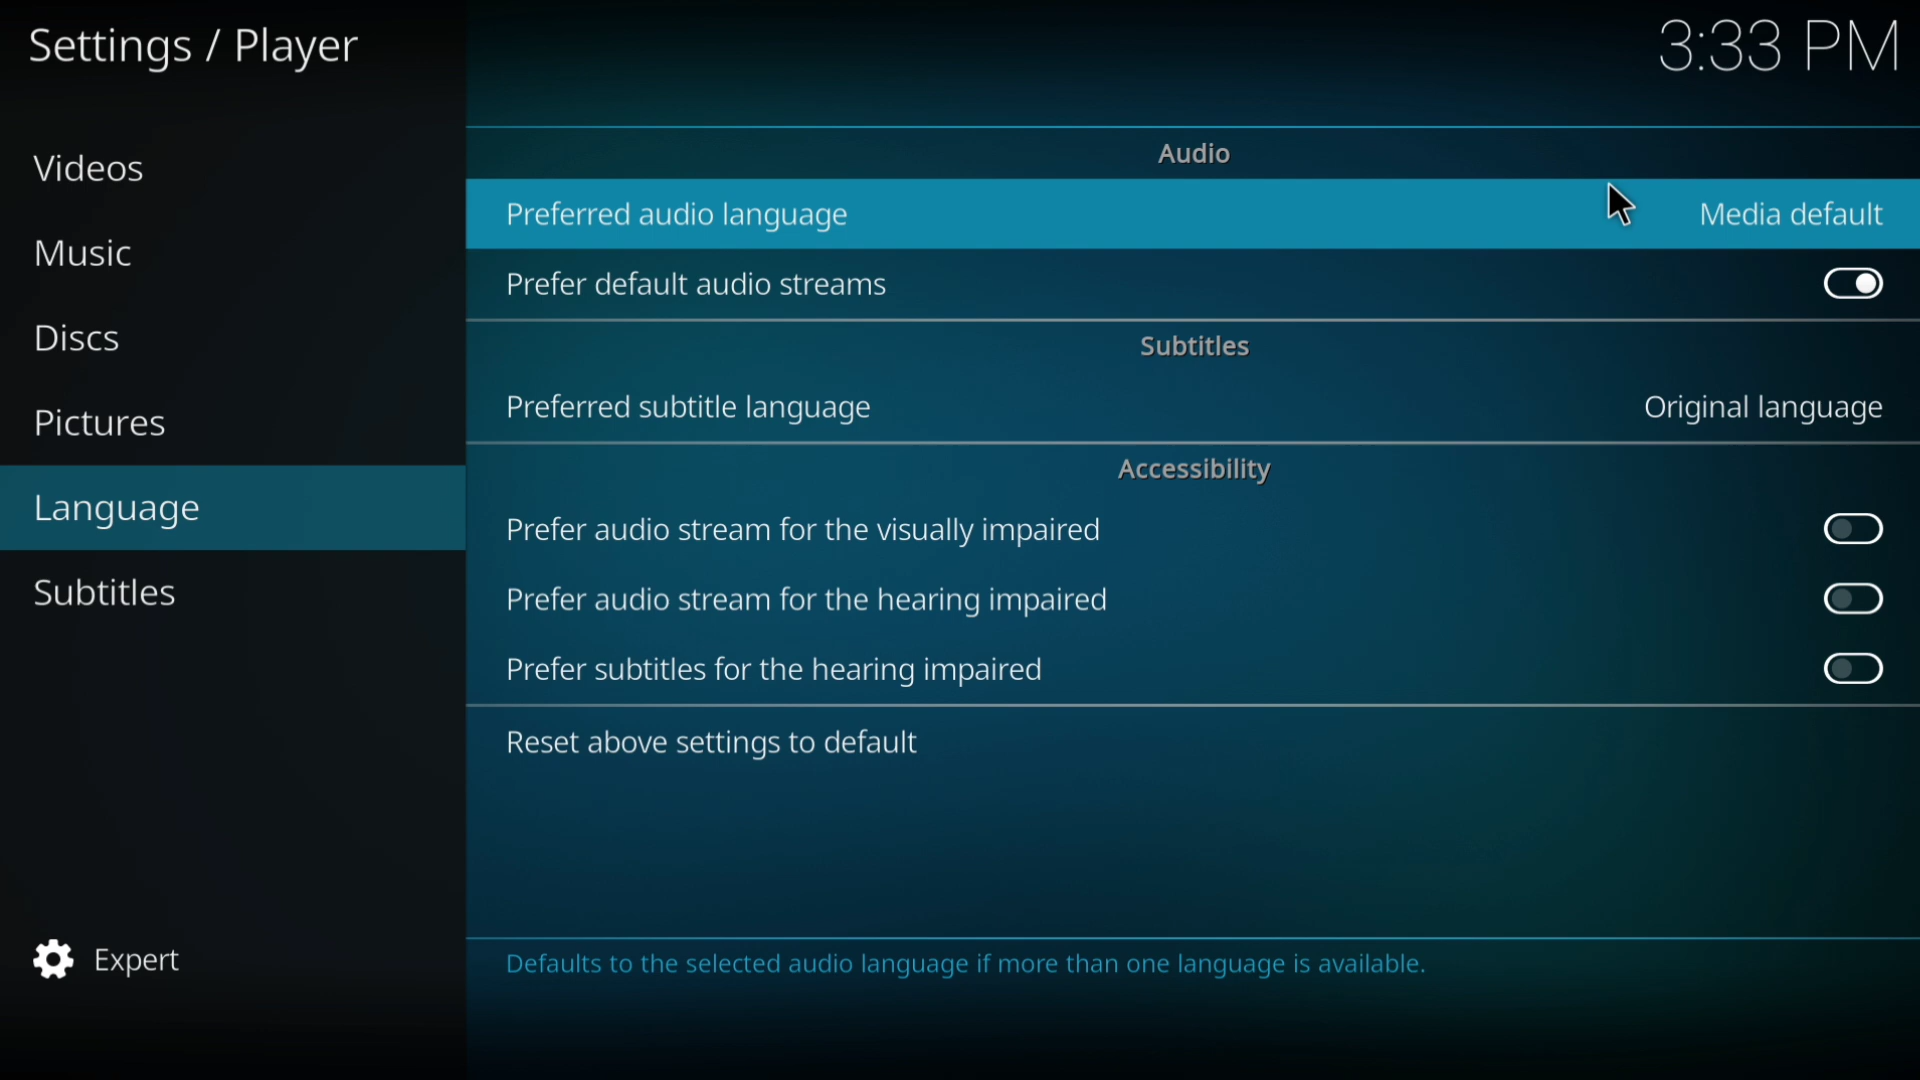 Settings / Player
3:33 PM
Videos
Music
Discs
Pictures
Language
Subtitles
Expert
Audio
Preferred audio language Media default
Prefer default audio streams
Subtitles
Preferred subtitle language Original language
Accessibility
Prefer audio stream for the visually impaired
Prefer audio stream for the hearing impaired
Prefer subtitles for the hearing impaired
Reset above settings to default
Defaults to the selected audio language if more than one language is available.